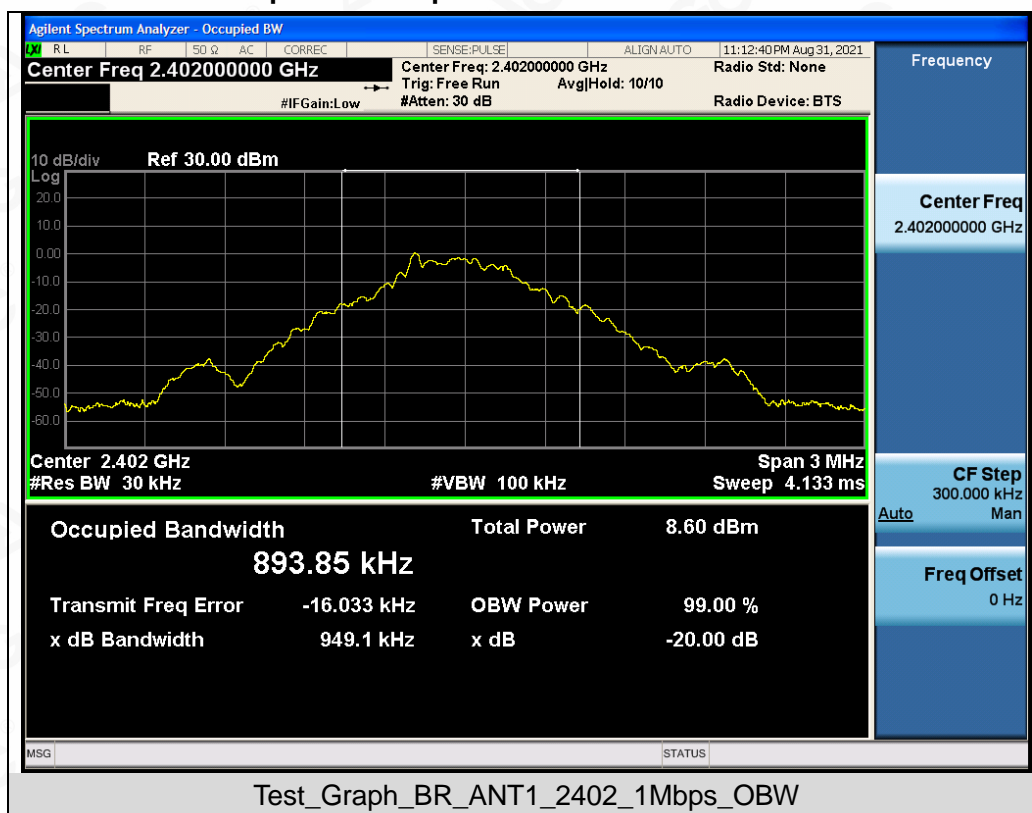 Agilent Spectrum Analyzer - Occupied BW
LXI RL RF 50 Ω AC CORREC SENSE:PULSE ALIGN AUTO 11:12:40 PM Aug 31, 2021
Center Freq 2.402000000 GHz
Center Freq: 2.402000000 GHz
Radio Std: None
Trig: Free Run Avg|Hold: 10/10
#IFGain:Low #Atten: 30 dB Radio Device: BTS
10 dB/div Ref 30.00 dBm
Log
20.0
10.0
0.00
-10.0
-20.0
-30.0
-40.0
-50.0
-60.0
Center 2.402 GHz Span 3 MHz
#Res BW 30 kHz #VBW 100 kHz Sweep 4.133 ms
Occupied Bandwidth Total Power 8.60 dBm
893.85 kHz
Transmit Freq Error -16.033 kHz OBW Power 99.00 %
x dB Bandwidth 949.1 kHz x dB -20.00 dB
MSG STATUS
Frequency
Center Freq
2.402000000 GHz
CF Step
300.000 kHz
Auto Man
Freq Offset
0 Hz
Test_Graph_BR_ANT1_2402_1Mbps_OBW